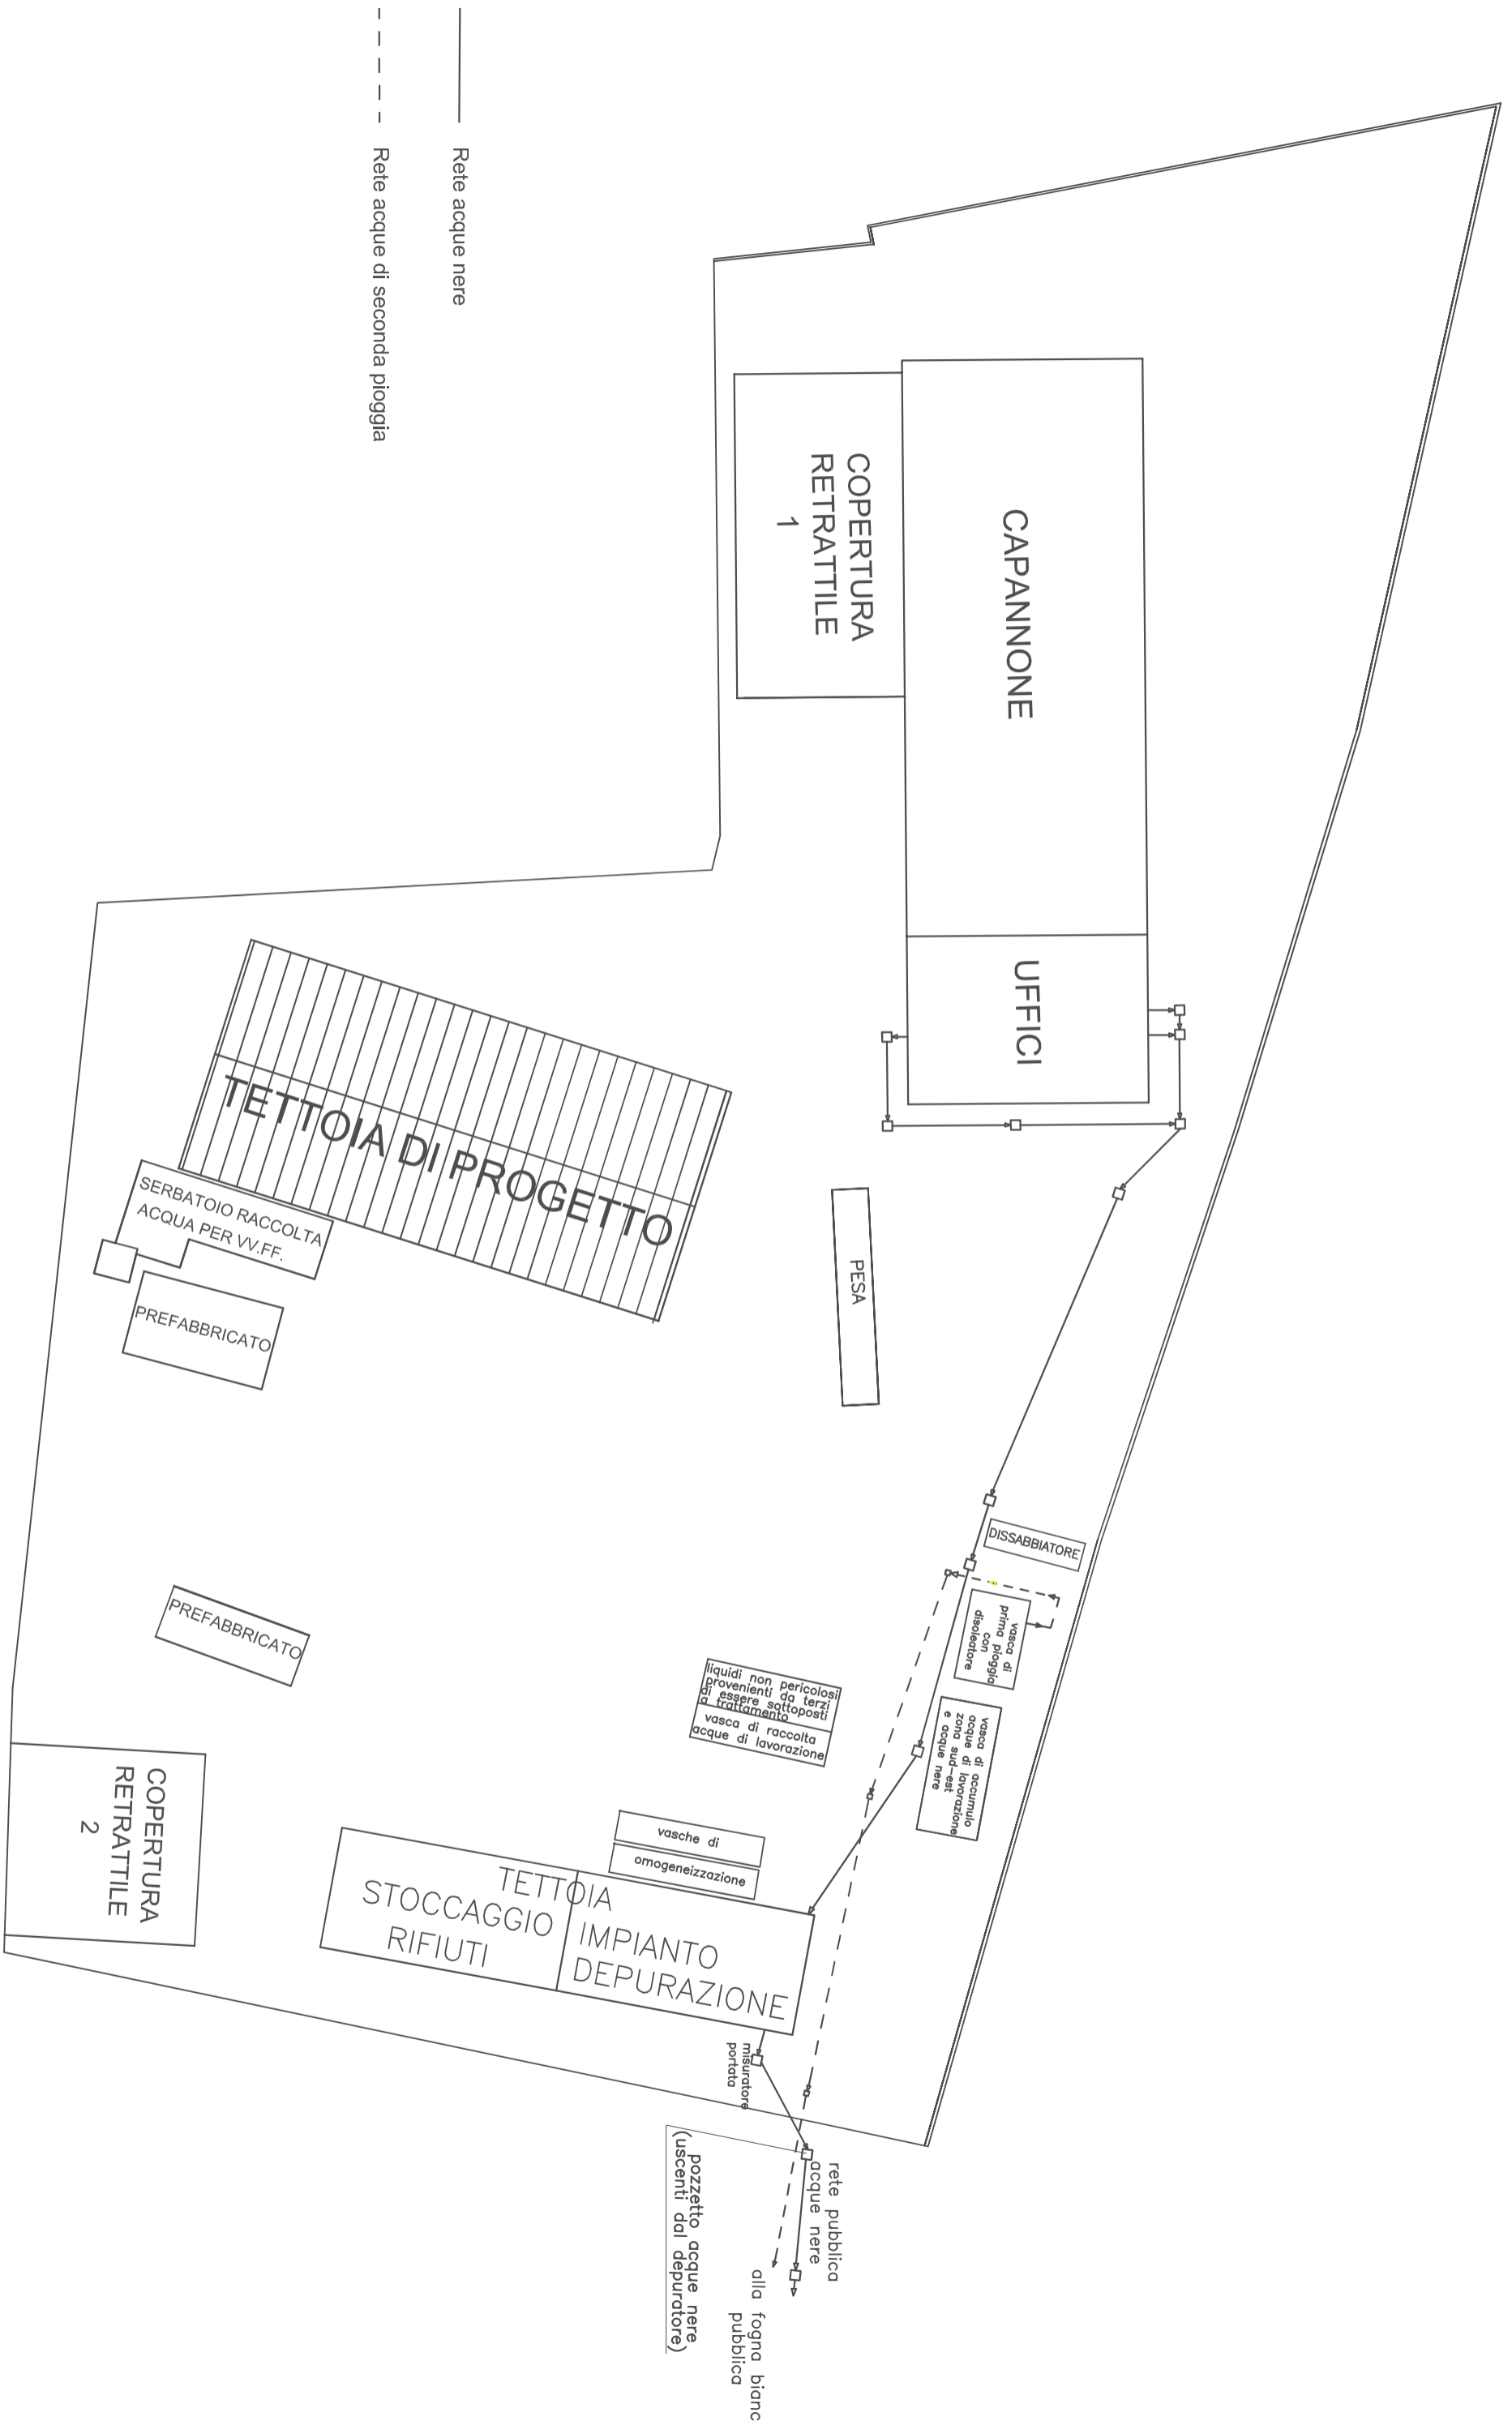 Rete acque nere
Rete acque di seconda pioggia
CAPANNONE
COPERTURA
RETRATTILE
1
UFFICI
TETTOIA DI PROGETTO
SERBATOIO RACCOLTA
ACQUA PER VV.FF.
PREFABBRICATO
PESA
DISSABBIATORE
vasca di
prima pioggia
con
disoleatore
vasca di accumulo
acque di lavorazione
zona sud-est
e acque nere
PREFABBRICATO
liquidi non pericolosi
provenienti da terzi
di essere sottoposti
a trattamento
vasca di raccolta
acque di lavorazione
vasche di
omogeneizzazione
COPERTURA
RETRATTILE
2
TETTOIA
STOCCAGGIO
RIFIUTI
IMPIANTO
DEPURAZIONE
misuratore
portata
rete pubblica
acque nere
alla fogna bianc
pubblica
pozzetto acque nere
(uscenti dal depuratore)